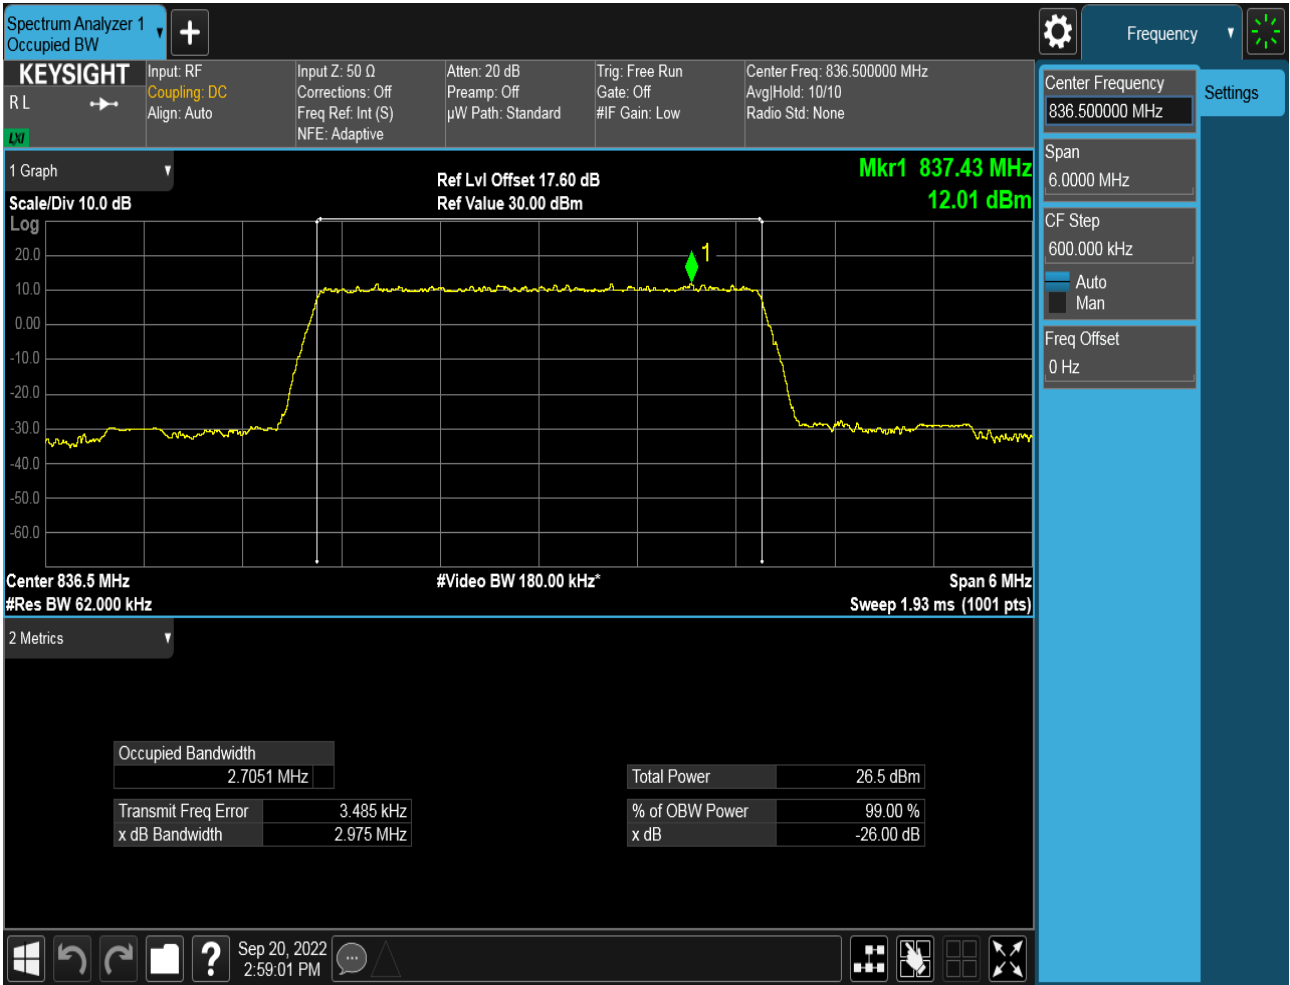 Spectrum Analyzer 1
Occupied BW
Frequency
KEYSIGHT
R L
LXI
Input: RF
Coupling: DC
Align: Auto
Input Z: 50 Ω
Corrections: Off
Freq Ref: Int (S)
NFE: Adaptive
Atten: 20 dB
Preamp: Off
µW Path: Standard
Trig: Free Run
Gate: Off
#IF Gain: Low
Center Freq: 836.500000 MHz
Avg|Hold: 10/10
Radio Std: None
Center Frequency
836.500000 MHz
Settings
Span
6.0000 MHz
CF Step
600.000 kHz
Auto
Man
Freq Offset
0 Hz
1 Graph
Scale/Div 10.0 dB
Ref Lvl Offset 17.60 dB
Ref Value 30.00 dBm
Mkr1 837.43 MHz
12.01 dBm
Log
1
20.0
10.0
0.00
-10.0
-20.0
-30.0
-40.0
-50.0
-60.0
Center 836.5 MHz
#Video BW 180.00 kHz*
Span 6 MHz
#Res BW 62.000 kHz
Sweep 1.93 ms (1001 pts)
2 Metrics
Occupied Bandwidth
2.7051 MHz
Total Power 26.5 dBm
Transmit Freq Error 3.485 kHz
% of OBW Power 99.00 %
x dB Bandwidth 2.975 MHz
x dB -26.00 dB
?
Sep 20, 2022
2:59:01 PM